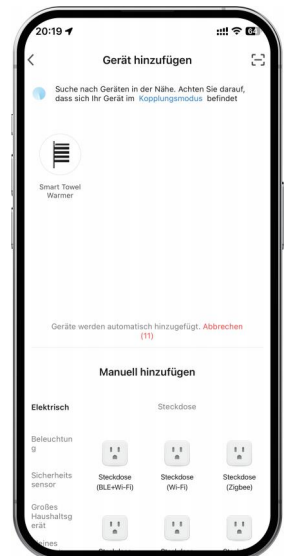 20:19
64
Gerät hinzufügen
Suche nach Geräten in der Nähe. Achten Sie darauf,
dass sich Ihr Gerät im Kopplungsmodus befindet
Smart Towel
Warmer
Geräte werden automatisch hinzugefügt. Abbrechen
(11)
Manuell hinzufügen
Elektrisch
Steckdose
Beleuchtun
g
Steckdose
(BLE+Wi-Fi)
Steckdose
(Wi-Fi)
Steckdose
(Zigbee)
Sicherheits
sensor
Großes
Haushaltsg
erät